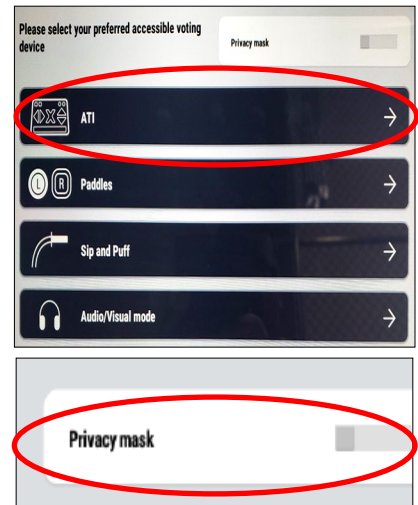 Please select your preferred accessible voting
device
Privacy mask
ATI
L R Paddles
Sip and Puff
Audio/Visual mode
Privacy mask